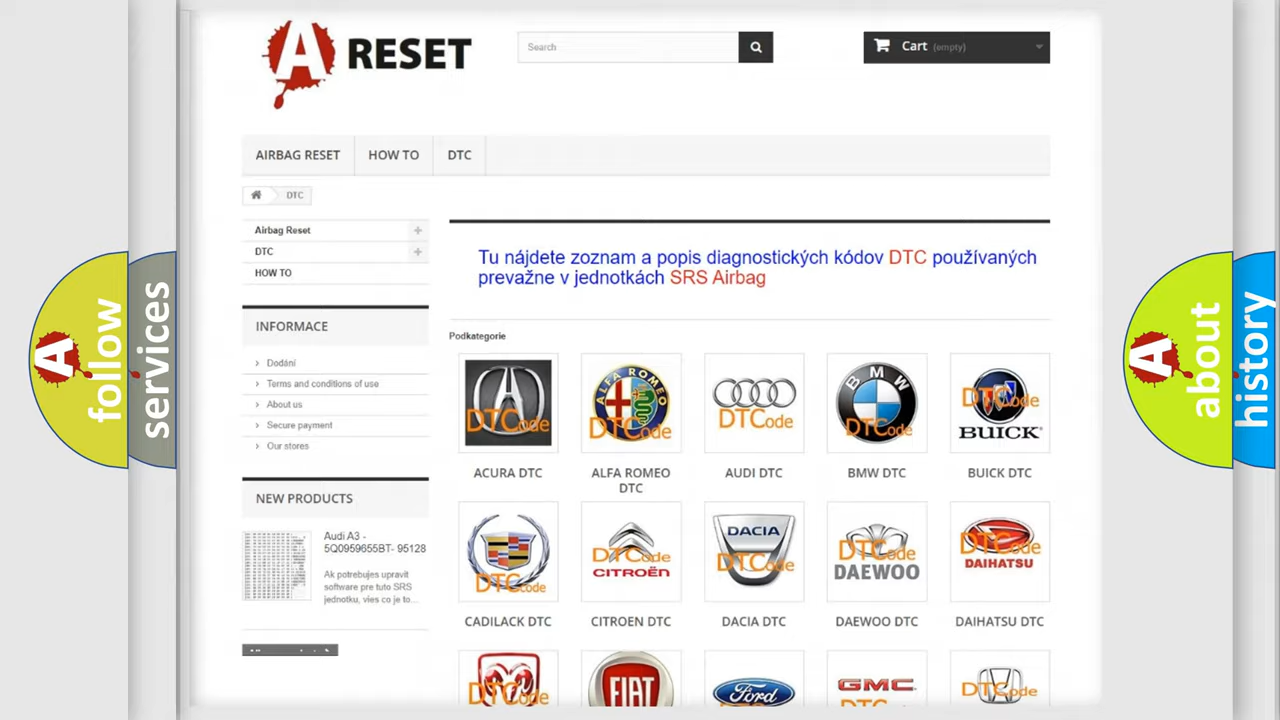 A RESET
Search
Cart (empty)
AIRBAG RESET
HOW TO
DTC
DTC
Airbag Reset
DTC
HOW TO
INFORMACE
Dodání
Terms and conditions of use
About us
Secure payment
Our stores
NEW PRODUCTS
Audi A3 -
5Q0959655BT- 95128
Ak potrebujes upravit
software pre tuto SRS
jednotku, vies co je to...
Tu nájdete zoznam a popis diagnostických kódov DTC používaných
prevažne v jednotkách SRS Airbag
Podkategorie
DTCode
ALFA ROMEO
DTCode
DTCode
BMW
DTCode
DTCode
BUICK
ACURA DTC
ALFA ROMEO
DTC
AUDI DTC
BMW DTC
BUICK DTC
DTCode
DTCode
CITROËN
DACIA
DTCode
DTCode
DAEWOO
DTCode
DAIHATSU
CADILACK DTC
CITROEN DTC
DACIA DTC
DAEWOO DTC
DAIHATSU DTC
DTCode
FIAT
Ford
GMC
DTCode
A follow
services
A about
history